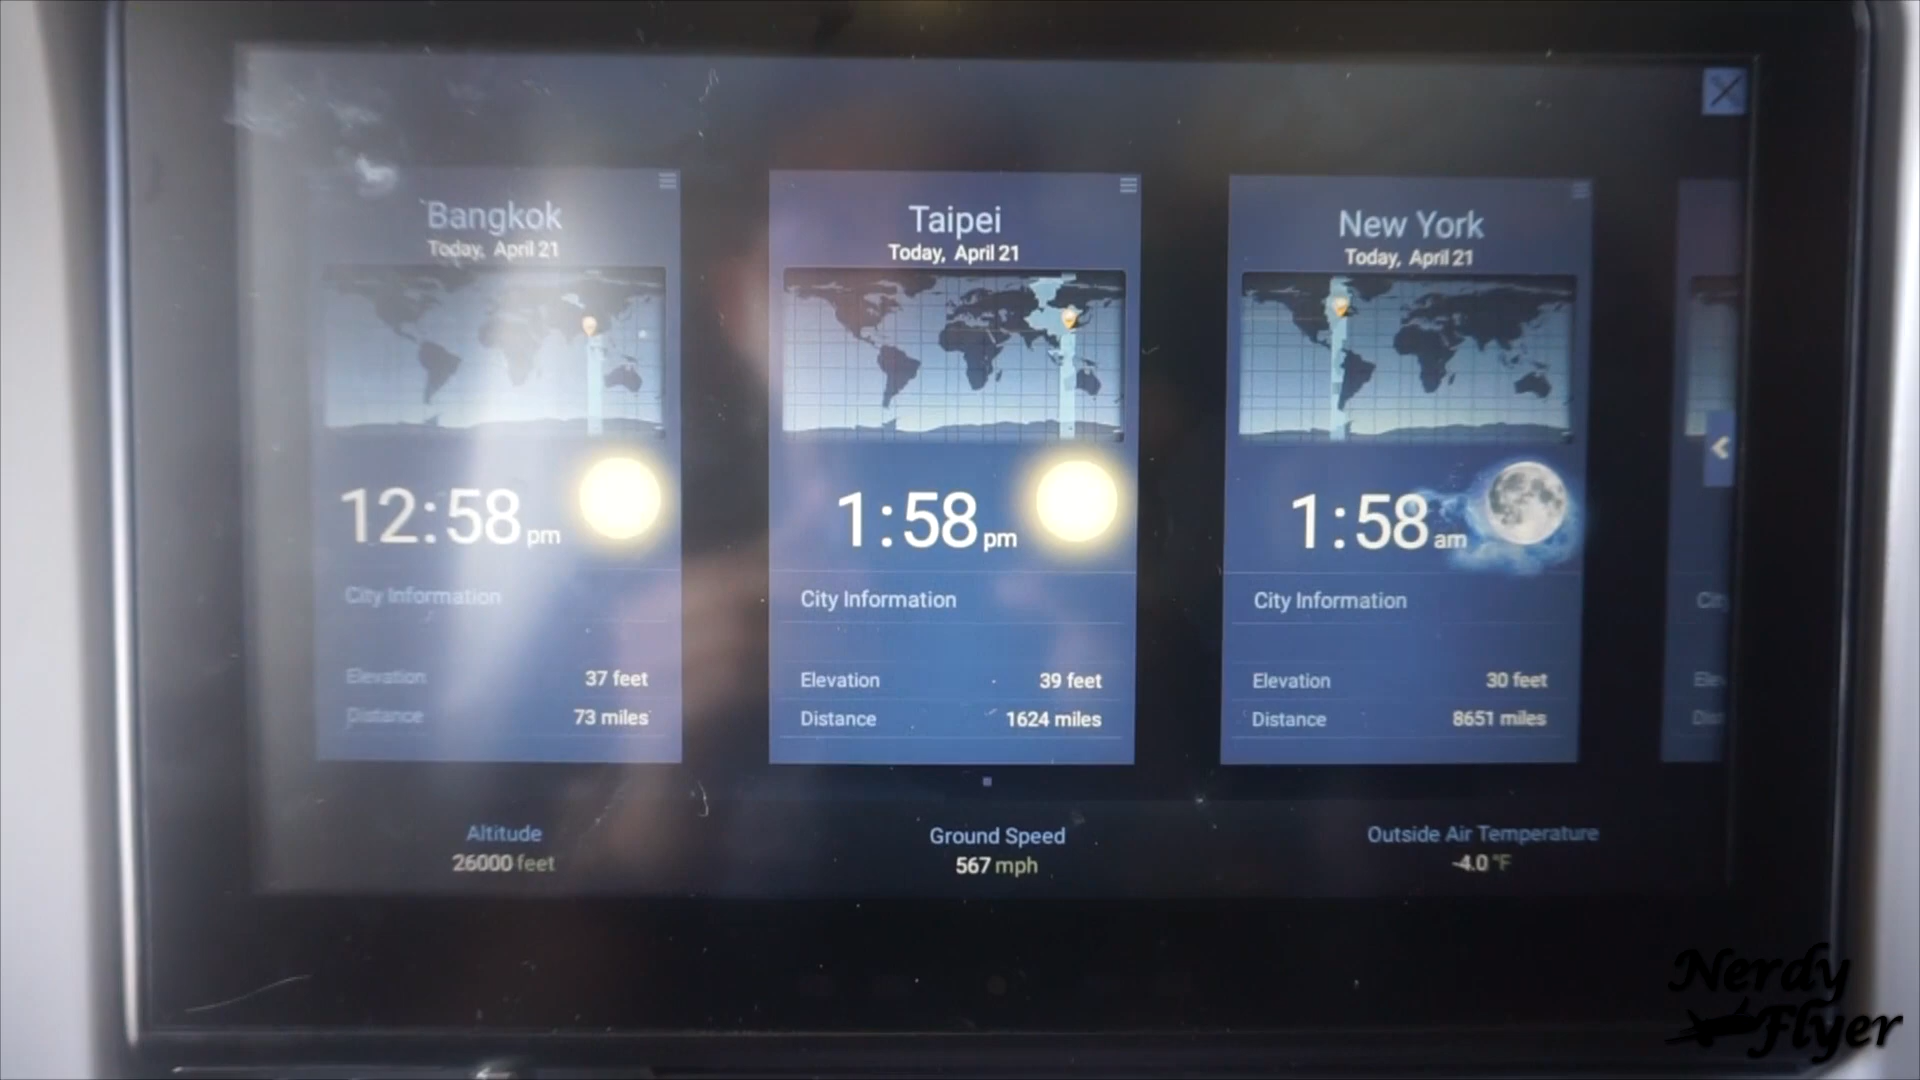 Bangkok
Today, April 21
12:58 pm
City Information
Elevation 37 feet
Distance 73 miles
Taipei
Today, April 21
1:58 pm
City Information
Elevation 39 feet
Distance 1624 miles
New York
Today, April 21
1:58 am
City Information
Elevation 30 feet
Distance 8651 miles
Altitude
26000 feet
Ground Speed
567 mph
Outside Air Temperature
-4.0 °F
Nerdy
Flyer